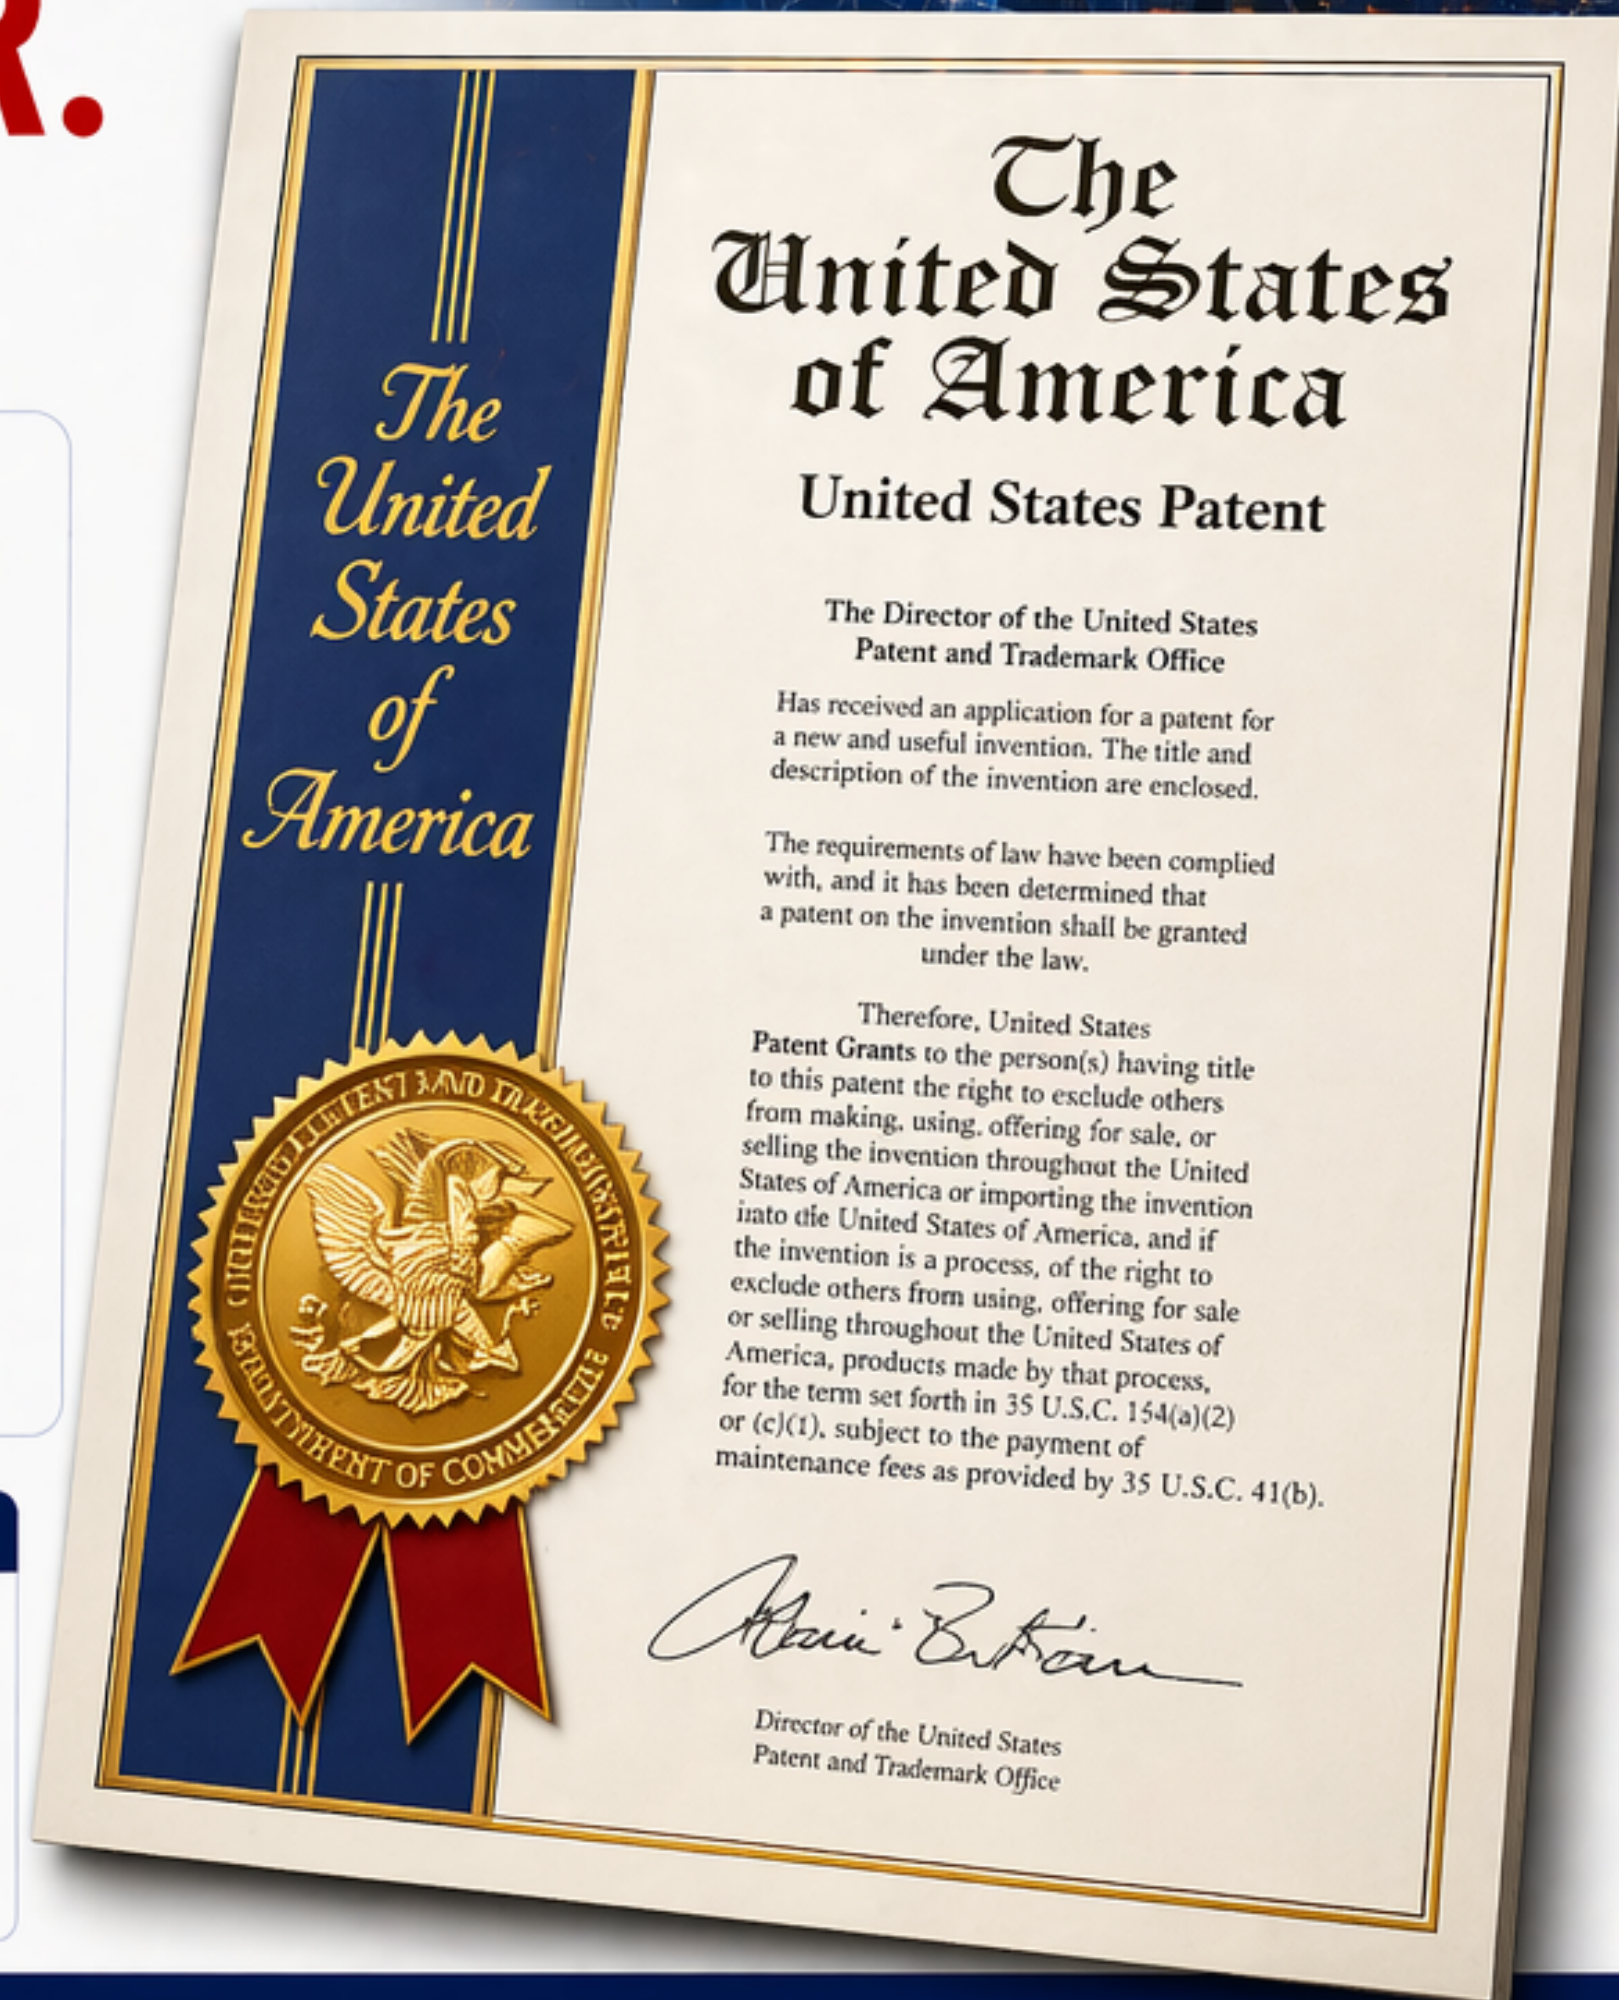 R.
The
United
States
of
America
The
United States
of America
United States Patent
The Director of the United States
Patent and Trademark Office
Has received an application for a patent for
a new and useful invention. The title and
description of the invention are enclosed.
The requirements of law have been complied
with, and it has been determined that
a patent on the invention shall be granted
under the law.
Therefore, United States
Patent Grants to the person(s) having title
to this patent the right to exclude others
from making, using, offering for sale, or
selling the invention throughout the United
States of America or importing the invention
inato the United States of America, and if
the invention is a process, of the right to
exclude others from using, offering for sale
or selling throughout the United States of
America, products made by that process,
for the term set forth in 35 U.S.C. 154(a)(2)
or (c)(1), subject to the payment of
maintenance fees as provided by 35 U.S.C. 41(b).
Director of the United States
Patent and Trademark Office
OF